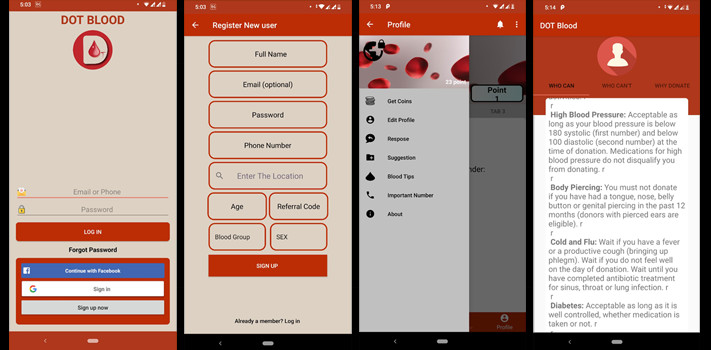 5:03
DOT BLOOD
Email or Phone
Password
LOG IN
Forgot Password
Continue with Facebook
Sign in
Sign up now
5:03
Register New user
Full Name
Email (optional)
Password
Phone Number
Enter The Location
Age
Referral Code
Blood Group
SEX
SIGN UP
Already a member? Log in
5:13
Profile
Get Coins
Edit Profile
Respose
Suggestion
Blood Tips
Important Number
About
Point
1
TAB 3
nder:
Profile
5:14
DOT Blood
WHO CAN
WHO CAN'T
WHY DONATE
r
High Blood Pressure: Acceptable as
long as your blood pressure is below
180 systolic (first number) and below
100 diastolic (second number) at the
time of donation. Medications for high
blood pressure do not disqualify you
from donating. r
r
Body Piercing: You must not donate
if you have had a tongue, nose, belly
button or genital piercing in the past 12
months (donors with pierced ears are
eligible). r
r
Cold and Flu: Wait if you have a fever
or a productive cough (bringing up
phlegm). Wait if you do not feel well
on the day of donation. Wait until you
have completed antibiotic treatment
for sinus, throat or lung infection. r
r
Diabetes: Acceptable as long as it is
well controlled, whether medication
is taken or not. r